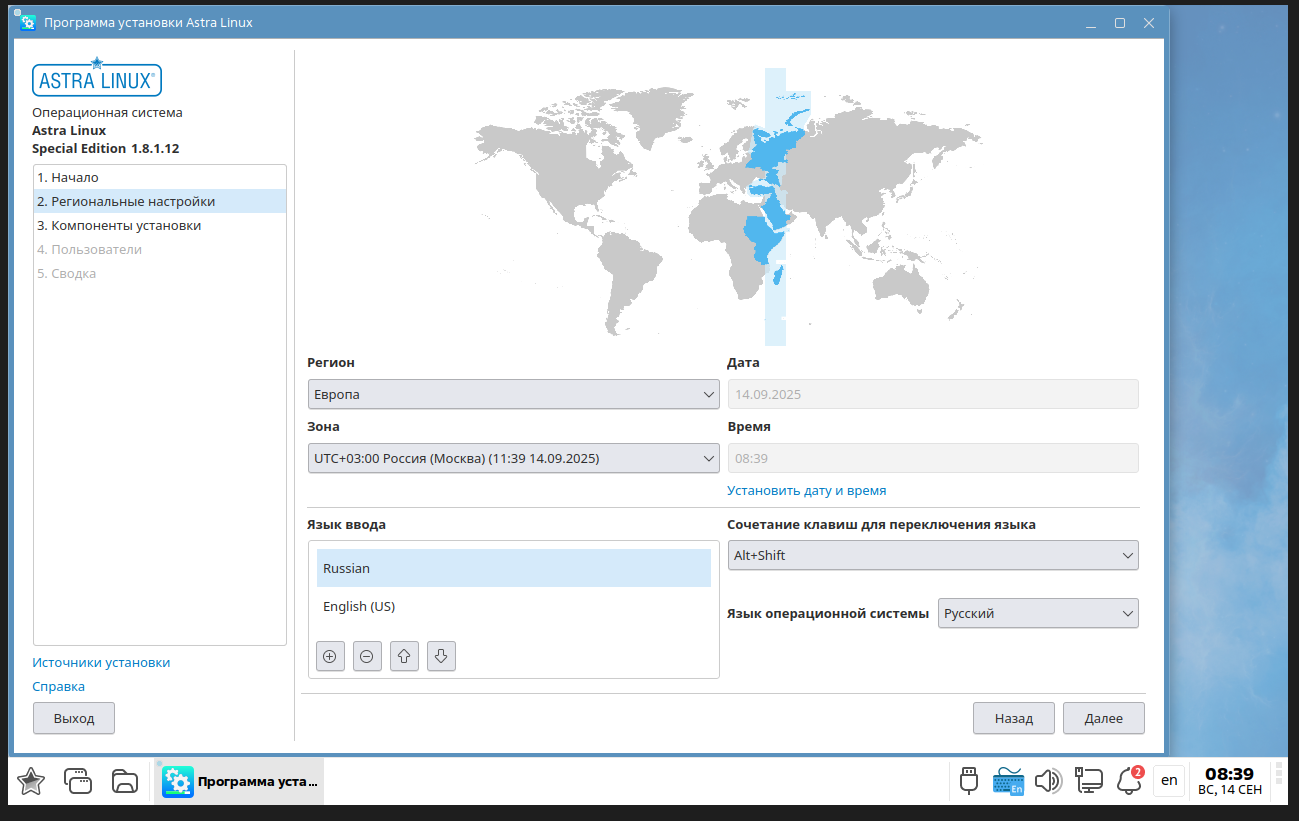 Программа установки Astra Linux
ASTRA LINUX®
Операционная система
Astra Linux
Special Edition 1.8.1.12
1. Начало
2. Региональные настройки
3. Компоненты установки
4. Пользователи
5. Сводка
Источники установки
Справка
Выход
Регион
Европа
Зона
UTC+03:00 Россия (Москва) (11:39 14.09.2025)
Дата
14.09.2025
Время
08:39
Установить дату и время
Язык ввода
Russian
English (US)
Сочетание клавиш для переключения языка
Alt+Shift
Язык операционной системы
Русский
Назад
Далее
Программа уста...
En
2
en
08:39
ВС, 14 СЕН